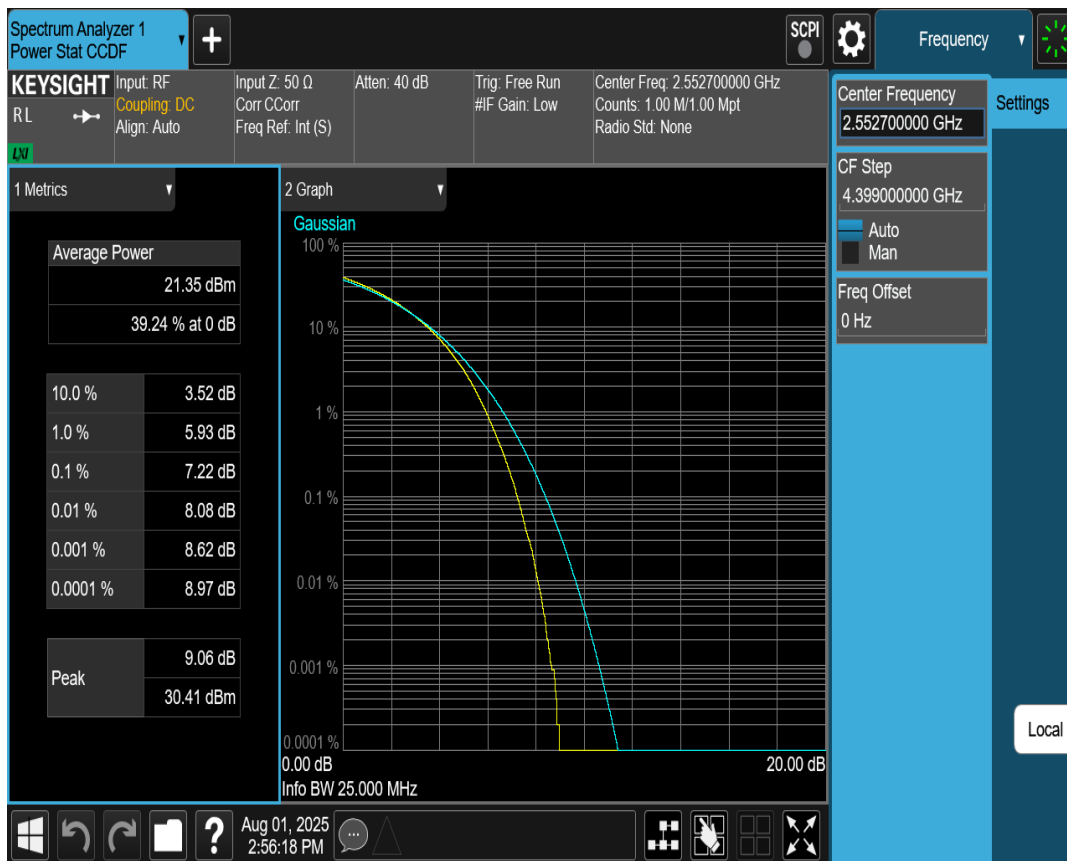 Spectrum Analyzer 1
Power Stat CCDF
+
SCPI
Frequency
KEYSIGHT
RL
LXI
Input: RF
Coupling: DC
Align: Auto
Input Z: 50 Ω
Corr CCorr
Freq Ref: Int (S)
Atten: 40 dB
Trig: Free Run
#IF Gain: Low
Center Freq: 2.552700000 GHz
Counts: 1.00 M/1.00 Mpt
Radio Std: None
Center Frequency
2.552700000 GHz
Settings
CF Step
4.399000000 GHz
Auto
Man
Freq Offset
0 Hz
1 Metrics
Average Power
21.35 dBm
39.24 % at 0 dB
10.0 % 3.52 dB
1.0 % 5.93 dB
0.1 % 7.22 dB
0.01 % 8.08 dB
0.001 % 8.62 dB
0.0001 % 8.97 dB
Peak
9.06 dB
30.41 dBm
2 Graph
Gaussian
100 %
10 %
1 %
0.1 %
0.01 %
0.001 %
0.0001 %
0.00 dB 20.00 dB
Info BW 25.000 MHz
Local
?
Aug 01, 2025
2:56:18 PM